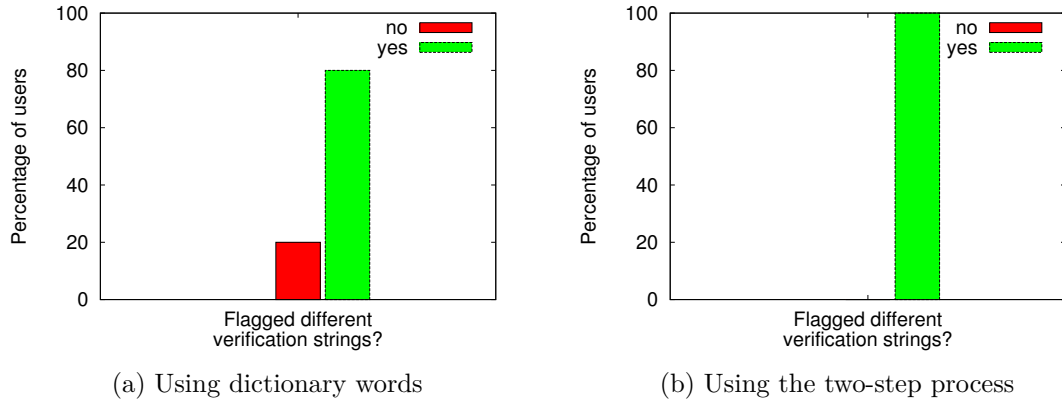 100
80
60
40
20
0
Percentage of users
no
yes
Flagged different
verification strings?
(a) Using dictionary words
100
80
60
40
20
0
Percentage of users
no
yes
Flagged different
verification strings?
(b) Using the two-step process